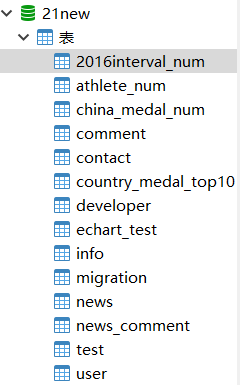 21new
表
2016interval_num
athlete_num
china_medal_num
comment
contact
country_medal_top10
developer
echart_test
info
migration
news
news_comment
test
user